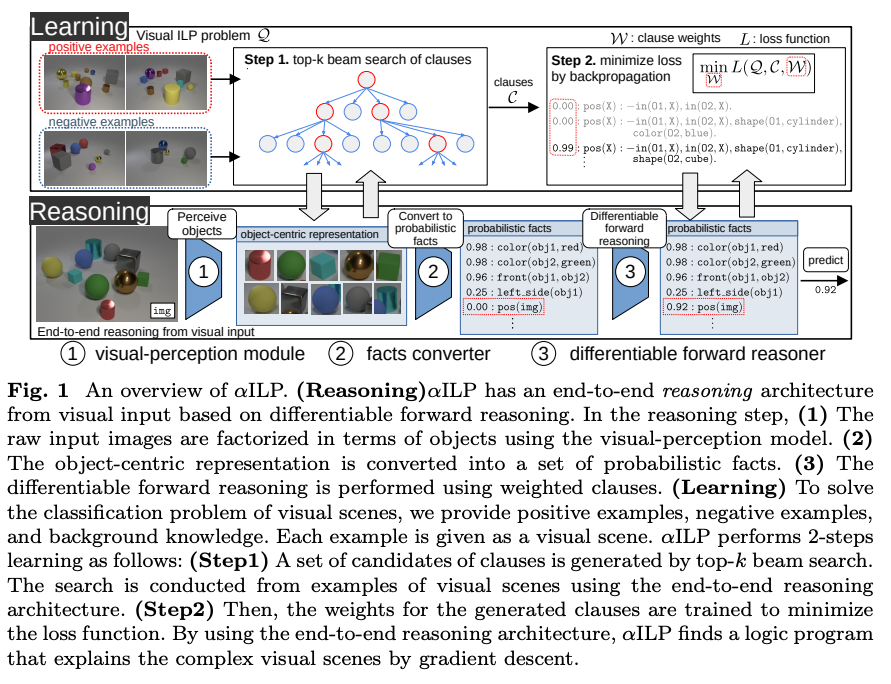 Learning
Visual ILP problem 𝒬
𝒲 : clause weights
L : loss function
positive examples
negative examples
Step 1. top-k beam search of clauses
clauses
𝒞
Step 2. minimize loss
by backpropagation
min L(𝒬, 𝒞, 𝒲)
𝒲
0.00 : pos(X):−in(O1,X),in(O2,X).
0.00 : pos(X):−in(O1,X),in(O2,X),shape(O1,cylinder),
color(O2,blue).
0.99 : pos(X):−in(O1,X),in(O2,X),shape(O1,cylinder),
shape(O2,cube).
Reasoning
Perceive
objects
img
End-to-end reasoning from visual input
1
object-centric representation
Convert to
probabilistic
facts
2
probabilistic facts
0.98 : color(obj1,red)
0.98 : color(obj2,green)
0.96 : front(obj1,obj2)
0.25 : left_side(obj1)
0.00 : pos(img)
⋮
Differentiable
forward
reasoning
3
probabilistic facts
0.98 : color(obj1,red)
0.98 : color(obj2,green)
0.96 : front(obj1,obj2)
0.25 : left_side(obj1)
0.92 : pos(img)
⋮
predict
0.92
① visual-perception module ② facts converter ③ differentiable forward reasoner
Fig. 1 An overview of αILP. (Reasoning)αILP has an end-to-end reasoning architecture
from visual input based on differentiable forward reasoning. In the reasoning step, (1) The
raw input images are factorized in terms of objects using the visual-perception model. (2)
The object-centric representation is converted into a set of probabilistic facts. (3) The
differentiable forward reasoning is performed using weighted clauses. (Learning) To solve
the classification problem of visual scenes, we provide positive examples, negative examples,
and background knowledge. Each example is given as a visual scene. αILP performs 2-steps
learning as follows: (Step1) A set of candidates of clauses is generated by top-k beam search.
The search is conducted from examples of visual scenes using the end-to-end reasoning
architecture. (Step2) Then, the weights for the generated clauses are trained to minimize
the loss function. By using the end-to-end reasoning architecture, αILP finds a logic program
that explains the complex visual scenes by gradient descent.